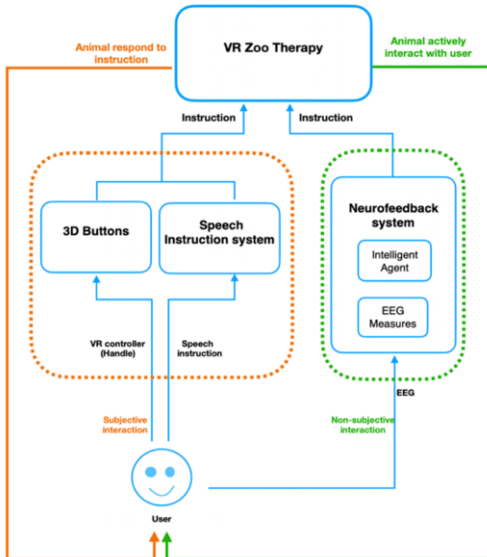 Animal respond to
instruction
VR Zoo Therapy
Animal actively
interact with user
Instruction
Instruction
3D Buttons
Speech
Instruction system
Neurofeedback
system
Intelligent
Agent
EEG
Measures
VR controller
(Handle)
Speech
instruction
EEG
Subjective
interaction
Non-subjective
interaction
User